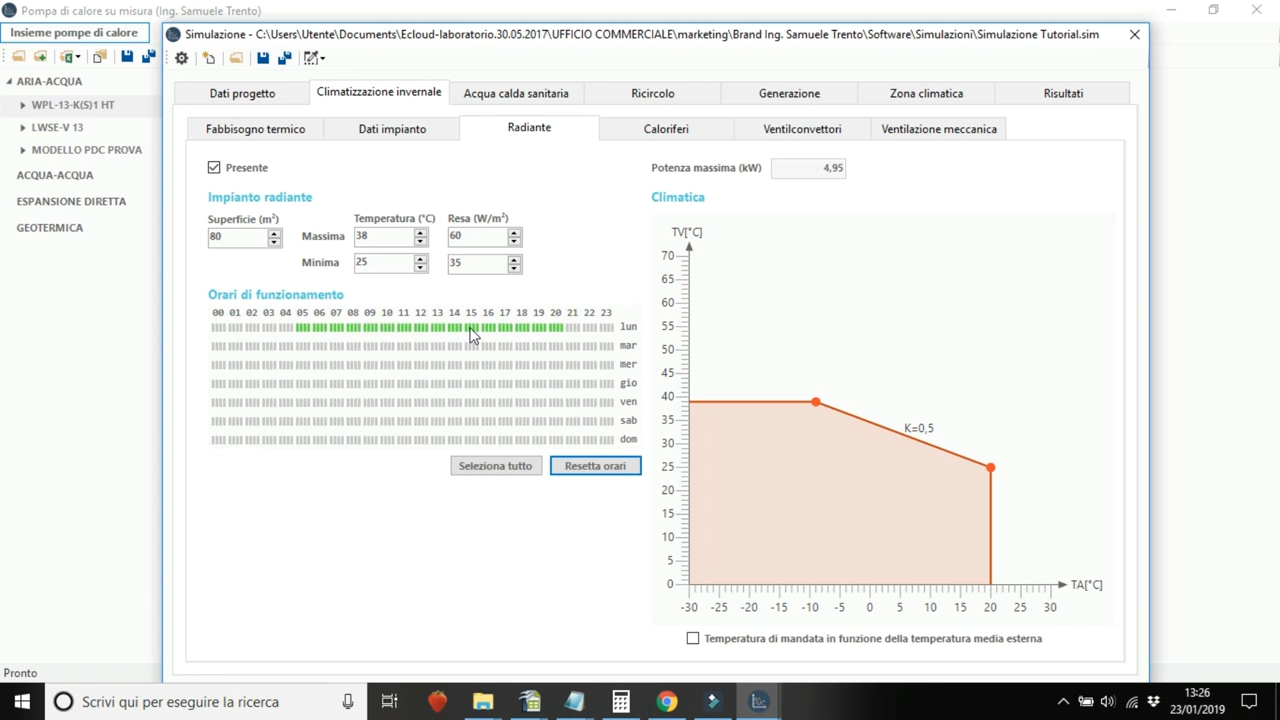 Pompa di calore su misura (Ing. Samuele Trento)
Insieme pompe di calore
ARIA-ACQUA
WPL-13-K(S)1 HT
LWSE-V 13
MODELLO PDC PROVA
ACQUA-ACQUA
ESPANSIONE DIRETTA
GEOTERMICA
Pronto
Simulazione - C:\Users\Utente\Documents\Ecloud-laboratorio.30.05.2017\UFFICIO COMMERCIALE\marketing\Brand Ing. Samuele Trento\Software\Simulazioni\Simulazione Tutorial.sim
Dati progetto Climatizzazione invernale Acqua calda sanitaria Ricircolo Generazione Zona climatica Risultati
Fabbisogno termico Dati impianto Radiante Caloriferi Ventilconvettori Ventilazione meccanica
Presente
Impianto radiante
Superficie (m²) Temperatura (°C) Resa (W/m²)
80 Massima 38 60
Minima 25 35
Orari di funzionamento
00 01 02 03 04 05 06 07 08 09 10 11 12 13 14 15 16 17 18 19 20 21 22 23
lun
mar
mer
gio
ven
sab
dom
Seleziona tutto Resetta orari
Potenza massima (kW) 4,95
Climatica
TV[°C]
70
65
60
55
50
45
40
35
30
25
20
15
10
5
0
K=0,5
TA[°C]
-30 -25 -20 -15 -10 -5 0 5 10 15 20 25 30
Temperatura di mandata in funzione della temperatura media esterna
Scrivi qui per eseguire la ricerca
13:26
23/01/2019